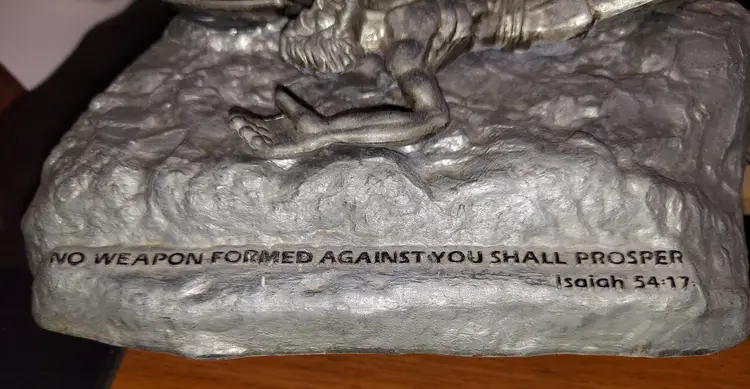 NO WEAPON FORMED AGAINST YOU SHALL PROSPER
Isaiah 54:17